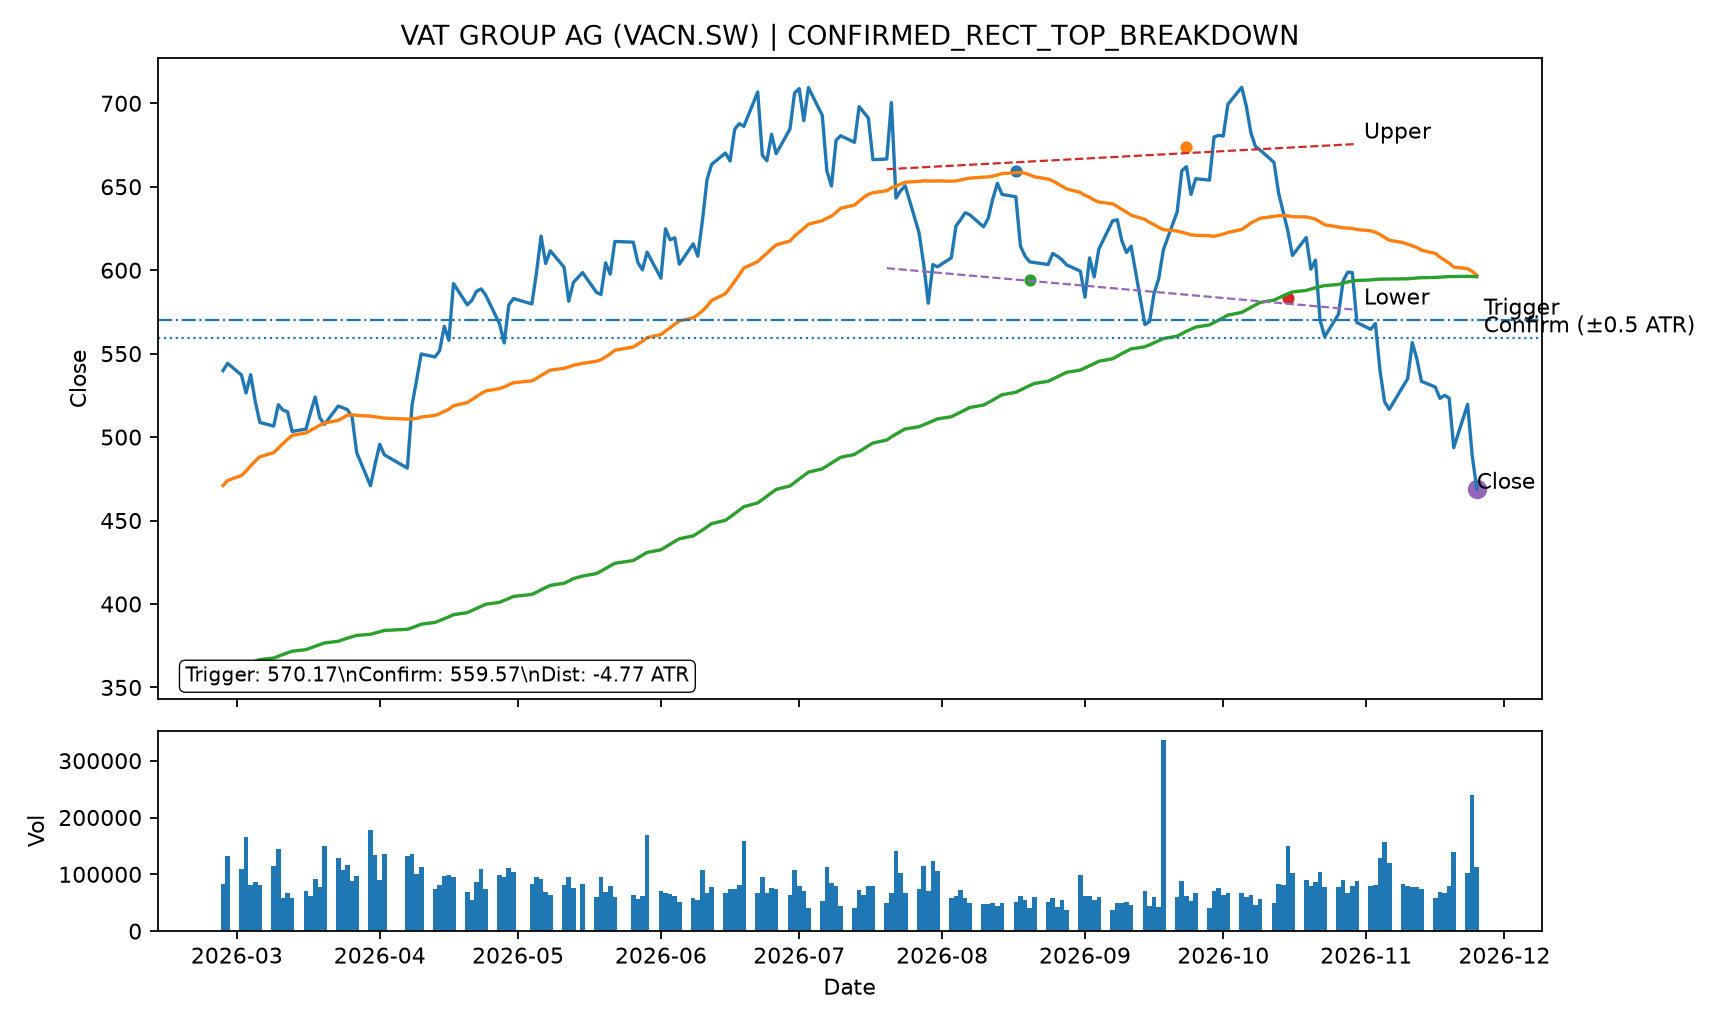 VAT GROUP AG (VACN.SW) | CONFIRMED_RECT_TOP_BREAKDOWN
Close
700
650
600
550
500
450
400
350
Upper
Lower
Trigger
Confirm (±0.5 ATR)
Close
Trigger: 570.17\nConfirm: 559.57\nDist: -4.77 ATR
Vol
300000
200000
100000
0
2026-03 2026-04 2026-05 2026-06 2026-07 2026-08 2026-09 2026-10 2026-11 2026-12
Date